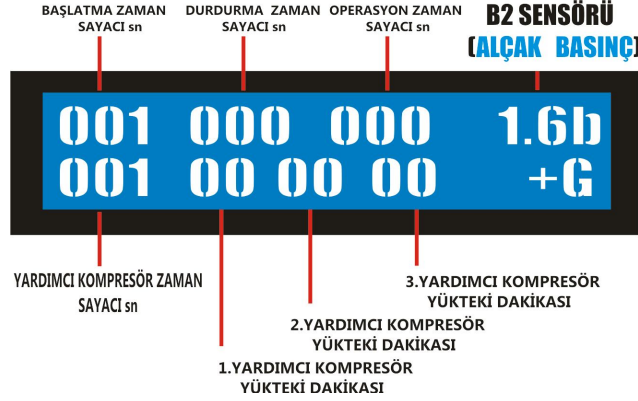 BAŞLATMA ZAMAN
SAYACI sn
DURDURMA ZAMAN
SAYACI sn
OPERASYON ZAMAN
SAYACI sn
B2 SENSÖRÜ
(ALÇAK BASINÇ)
001 000 000 1.6b
001 00 00 00 +G
YARDIMCI KOMPRESÖR ZAMAN
SAYACI sn
3.YARDIMCI KOMPRESÖR
YÜKTEKİ DAKİKASI
2.YARDIMCI KOMPRESÖR
YÜKTEKİ DAKİKASI
1.YARDIMCI KOMPRESÖR
YÜKTEKİ DAKİKASI